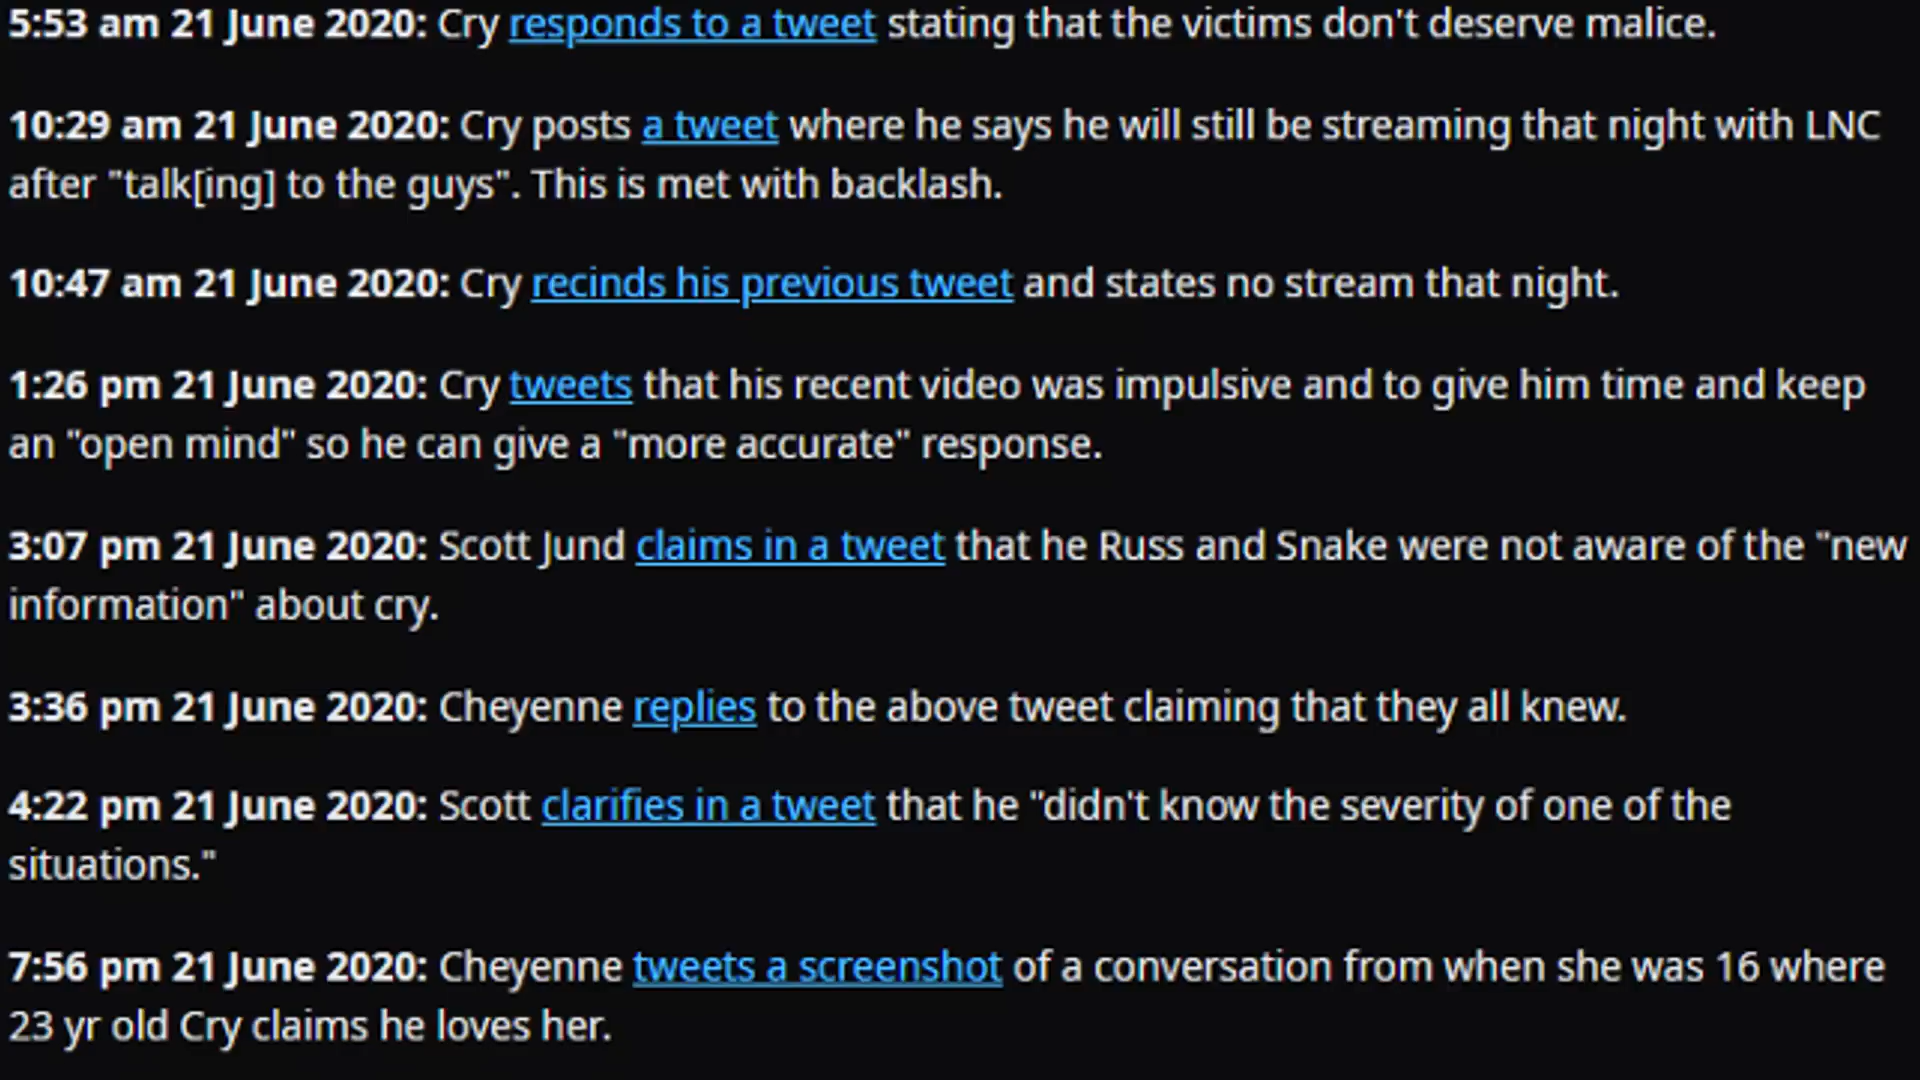 5:53 am 21 June 2020: Cry responds to a tweet stating that the victims don't deserve malice.
10:29 am 21 June 2020: Cry posts a tweet where he says he will still be streaming that night with LNC
after "talk[ing] to the guys". This is met with backlash.
10:47 am 21 June 2020: Cry recinds his previous tweet and states no stream that night.
1:26 pm 21 June 2020: Cry tweets that his recent video was impulsive and to give him time and keep
an "open mind" so he can give a "more accurate" response.
3:07 pm 21 June 2020: Scott Jund claims in a tweet that he Russ and Snake were not aware of the "new
information" about cry.
3:36 pm 21 June 2020: Cheyenne replies to the above tweet claiming that they all knew.
4:22 pm 21 June 2020: Scott clarifies in a tweet that he "didn't know the severity of one of the
situations."
7:56 pm 21 June 2020: Cheyenne tweets a screenshot of a conversation from when she was 16 where
23 yr old Cry claims he loves her.